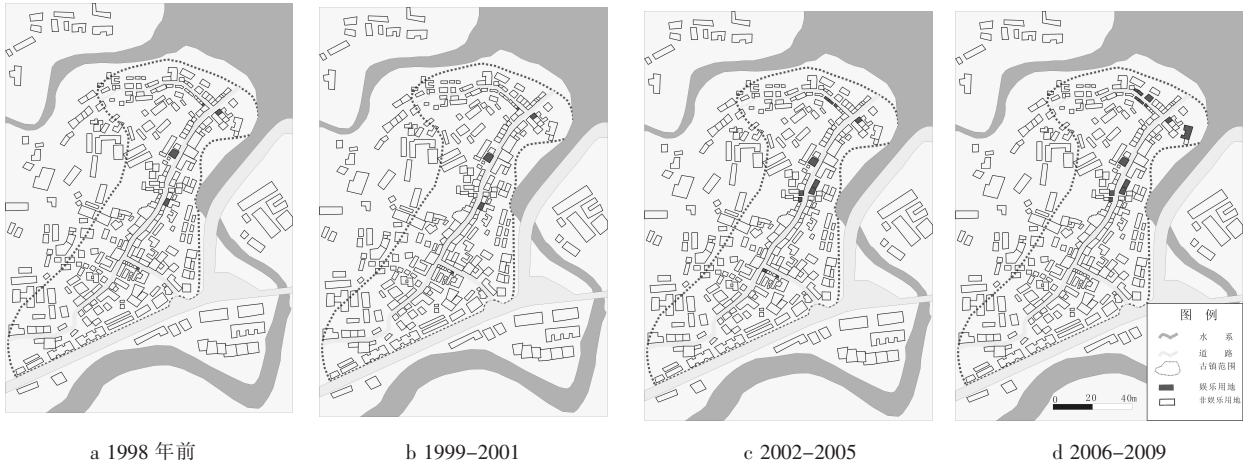 图 例
水 系
道 路
古镇范围
娱乐用地
非娱乐用地
0 20 40m
a 1998 年前
b 1999–2001
c 2002–2005
d 2006–2009